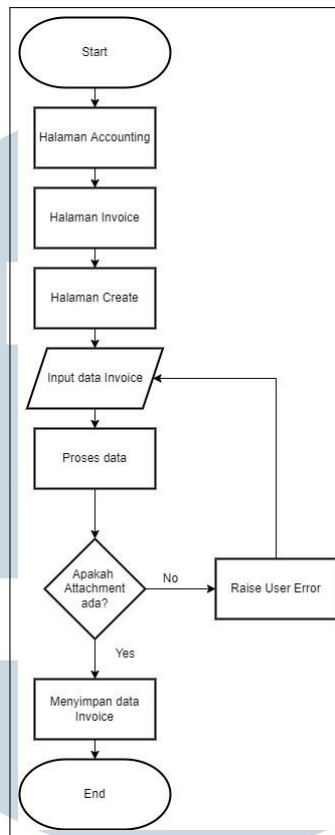 Start
Halaman Accounting
Halaman Invoice
Halaman Create
Input data Invoice
Proses data
Apakah
Attachment
ada?
No
Raise User Error
Yes
Menyimpan data
Invoice
End